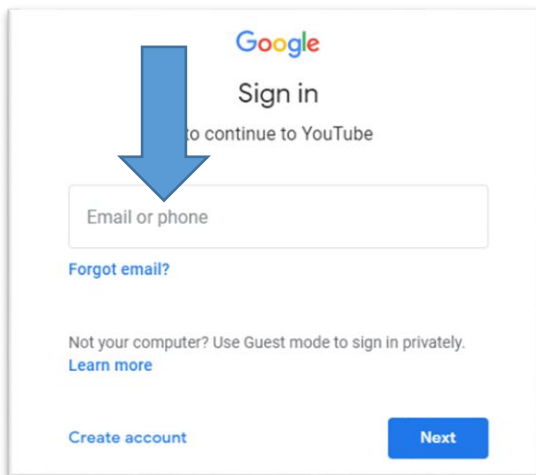 Google
Sign in
to continue to YouTube
Email or phone
Forgot email?
Not your computer? Use Guest mode to sign in privately.
Learn more
Create account
Next